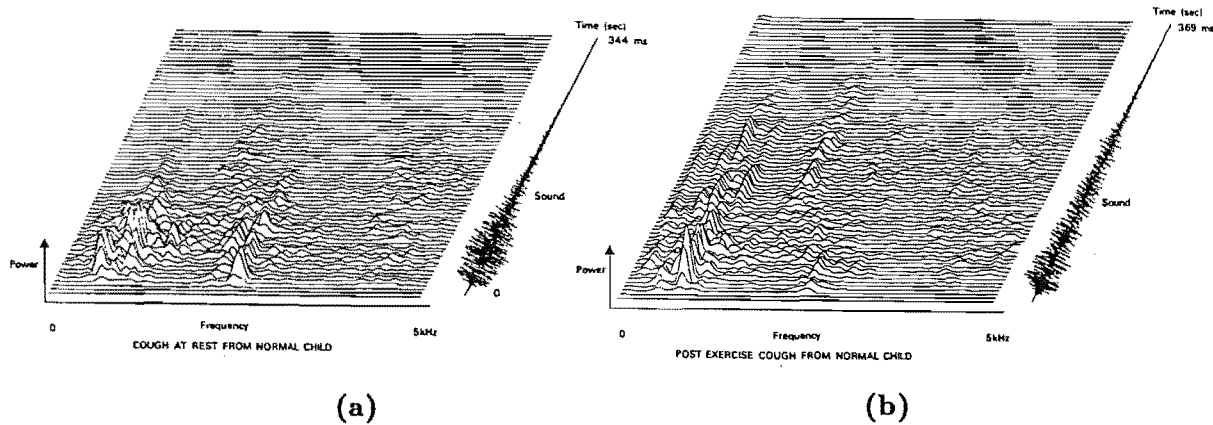 Time (sec)
344 ms
Sound
Power
0
0
Frequency
5kHz
COUGH AT REST FROM NORMAL CHILD
(a)
Time (sec)
369 ms
Sound
Power
0
0
Frequency
5kHz
POST EXERCISE COUGH FROM NORMAL CHILD
(b)